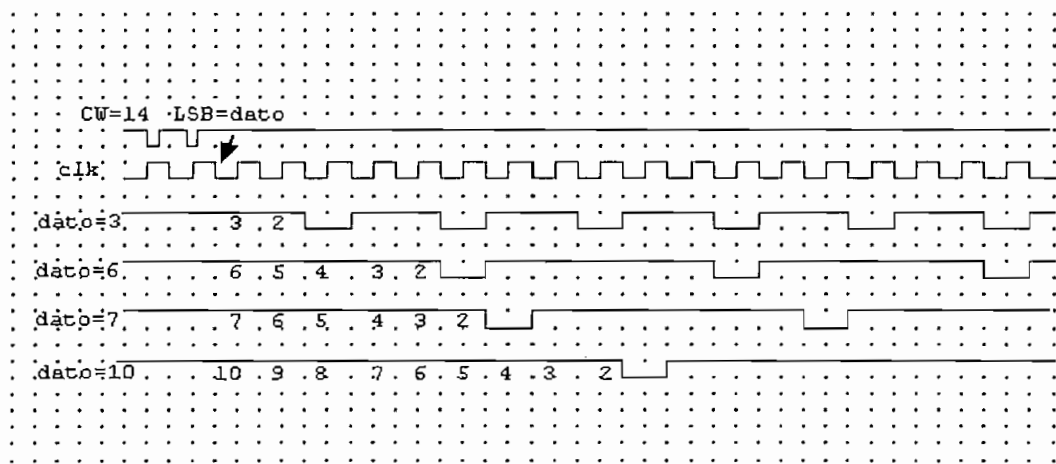 CW=14 LSB=dato
clk
dato=3 3 2
dato=6 6 5 4 3 2
dato=7 7 6 5 4 3 2
dato=10 10 9 8 7 6 5 4 3 2